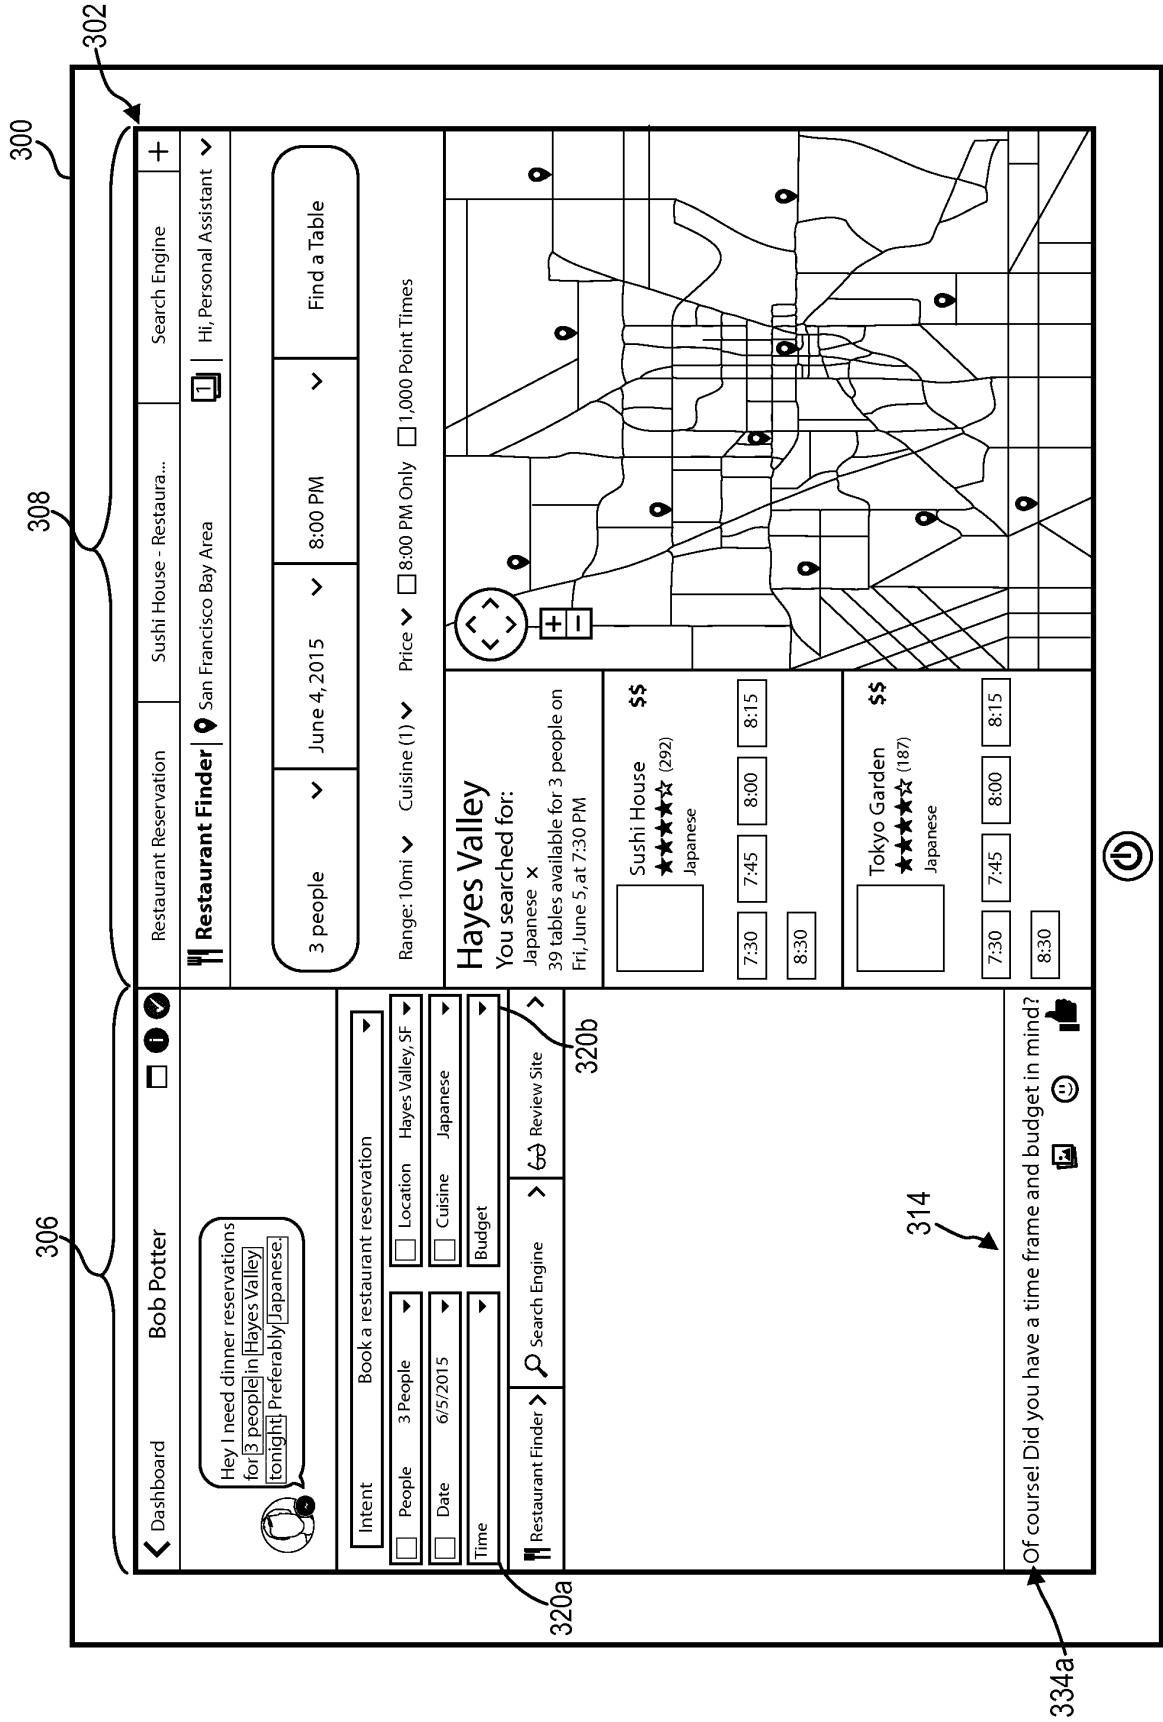 300
302
306
308
Dashboard
Bob Potter
Hey I need dinner reservations
for 3 people in Hayes Valley
tonight. Preferably Japanese.
Intent Book a restaurant reservation
People 3 People
Location Hayes Valley, SF
Date 6/5/2015
Cuisine Japanese
Time
Budget
320a
320b
Restaurant Finder
Search Engine
Review Site
314
Of course! Did you have a time frame and budget in mind?
334a
Restaurant Reservation
Sushi House - Restaura...
Search Engine
+
Restaurant Finder
San Francisco Bay Area
1
Hi, Personal Assistant
3 people
June 4,2015
8:00 PM
Find a Table
Range: 10mi
Cuisine (1)
Price
8:00 PM Only
1,000 Point Times
Hayes Valley
You searched for:
Japanese ×
39 tables available for 3 people on
Fri, June 5, at 7:30 PM
Sushi House $$
(292)
Japanese
7:30 7:45 8:00 8:15
8:30
Tokyo Garden $$
(187)
Japanese
7:30 7:45 8:00 8:15
8:30
+
−